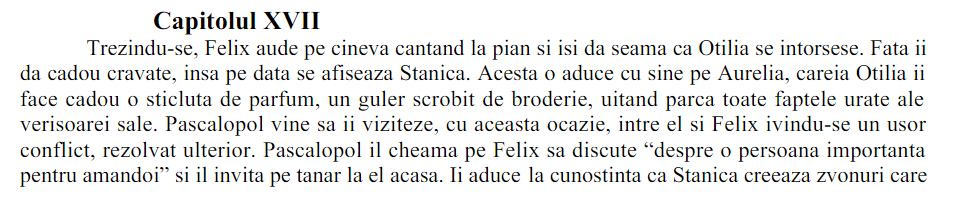 Capitolul XVII
Trezindu-se, Felix aude pe cineva cantand la pian si isi da seama ca Otilia se intorsese. Fata ii
da cadou cravate, insa pe data se afiseaza Stanica. Acesta o aduce cu sine pe Aurelia, careia Otilia ii
face cadou o sticluta de parfum, un guler scrobit de broderie, uitand parca toate faptele urate ale
verisoarei sale. Pascalopol vine sa ii viziteze, cu aceasta ocazie, intre el si Felix ivindu-se un usor
conflict, rezolvat ulterior. Pascalopol il cheama pe Felix sa discute “despre o persoana importanta
pentru amandoi” si il invita pe tanar la el acasa. Ii aduce la cunostinta ca Stanica creeaza zvonuri care